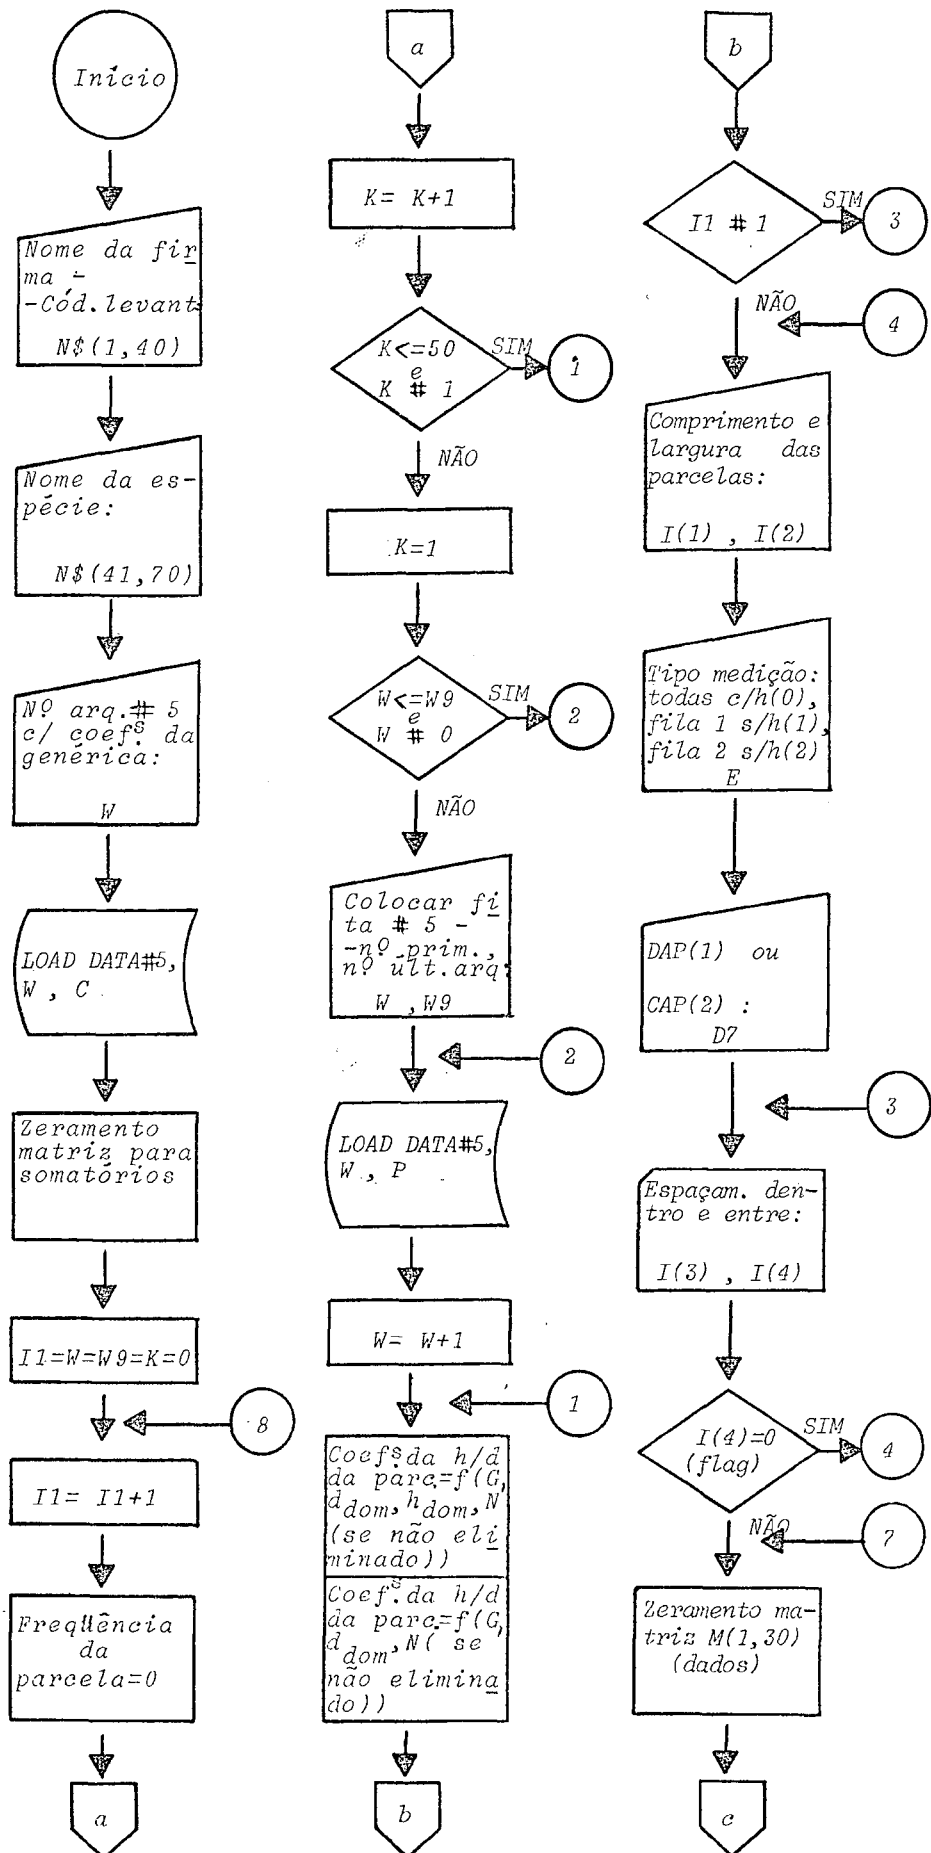 Início
Nome da fir
ma -
-Cód.levant.
N$(1,40)
Nome da es-
pécie:
N$(41,70)
Nº arq.# 5
c/ coefs da
genérica:
W
LOAD DATA#5,
W , C
Zeramento
matriz para
somatórios
I1=W=W9=K=0
8
I1= I1+1
Freqüência
da
parcela=0
a
a
K= K+1
K<=50
e
K # 1
SIM
1
NÃO
K=1
W<=W9
e
W # 0
SIM
2
NÃO
Colocar fi
ta # 5 -
-nº prim.,
nº últ.arq:
W ,W9
2
LOAD DATA#5,
W , P
W= W+1
1
Coefs da h/d
da parc.=f(G,
d dom, h dom, N
(se não eli
minado))
Coefs.da h/d
da parc.=f(G,
d dom, N( se
não elimina
do))
b
b
I1 # 1
SIM
3
NÃO
4
Comprimento e
largura das
parcelas:
I(1) , I(2)
Tipo medição:
todas c/h(0),
fila 1 s/h(1),
fila 2 s/h(2)
E
DAP(1) ou
CAP(2) :
D7
3
Espaçam. den-
tro e entre:
I(3) , I(4)
I(4)=0
(flag)
SIM
4
NÃO
7
Zeramento ma-
triz M(1,30)
(dados)
c